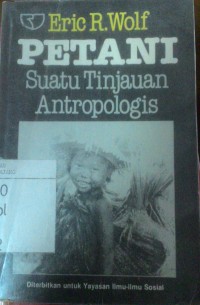 Eric R. Wolf
PETANI
Suatu Tinjauan
Antropologis
Diterbitkan untuk Yayasan Ilmu-Ilmu Sosial